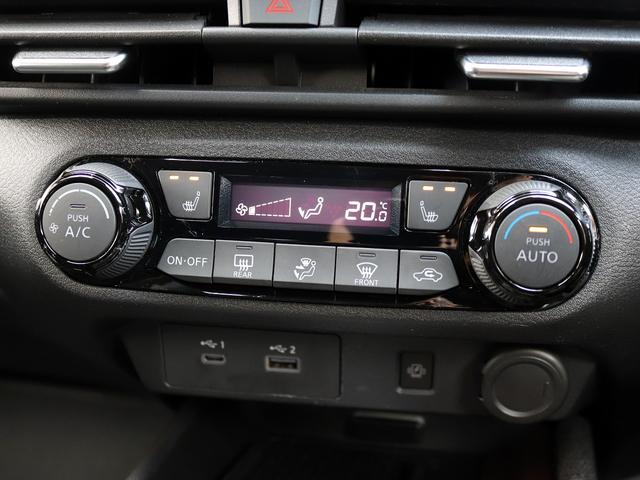 20.0 °C
PUSH
A/C
ON·OFF
REAR
FRONT
PUSH
AUTO
1
2